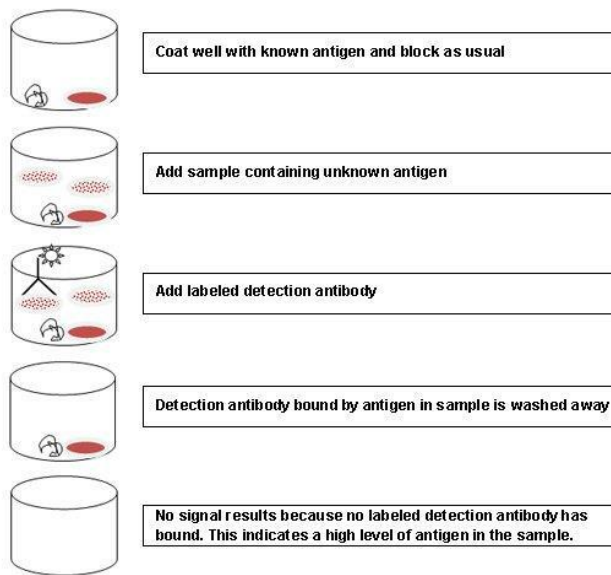 Coat well with known antigen and block as usual
Add sample containing unknown antigen
Add labeled detection antibody
Detection antibody bound by antigen in sample is washed away
No signal results because no labeled detection antibody has
bound. This indicates a high level of antigen in the sample.